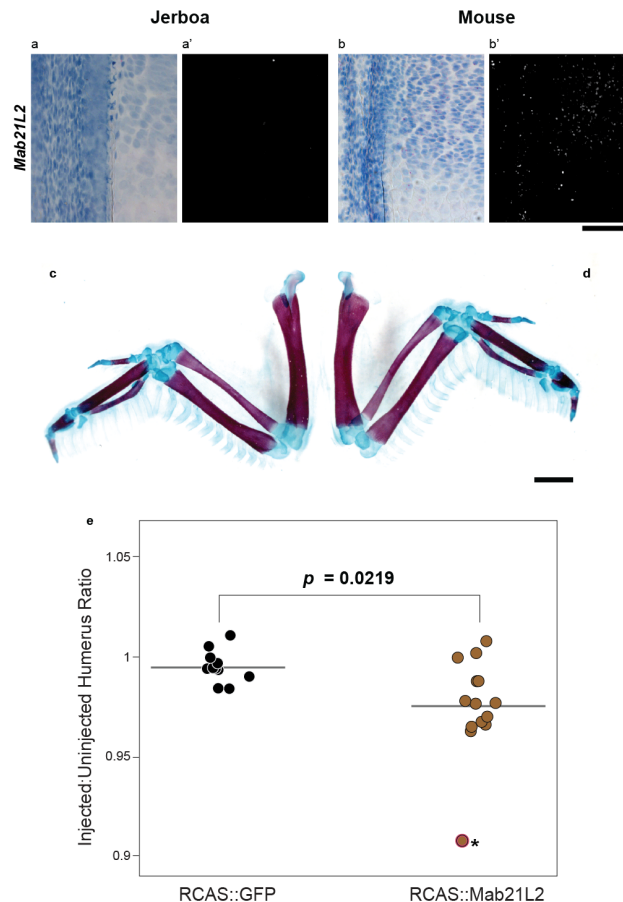 Jerboa Mouse
a a’ b b’
Mab21L2
c d
e
1.05
p = 0.0219
1
0.95
0.9
*
Injected:Uninjected Humerus Ratio
RCAS::GFP RCAS::Mab21L2